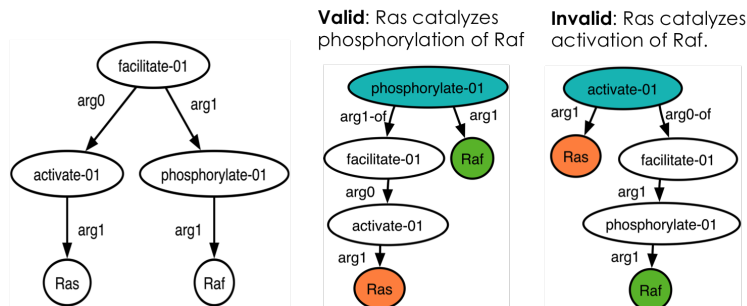 facilitate-01
arg0
arg1
activate-01
phosphorylate-01
arg1
arg1
Ras
Raf
Valid: Ras catalyzes
phosphorylation of Raf
phosphorylate-01
arg1-of
arg1
facilitate-01
Raf
arg0
activate-01
arg1
Ras
Invalid: Ras catalyzes
activation of Raf.
activate-01
arg1
arg0-of
Ras
facilitate-01
arg1
phosphorylate-01
arg1
Raf